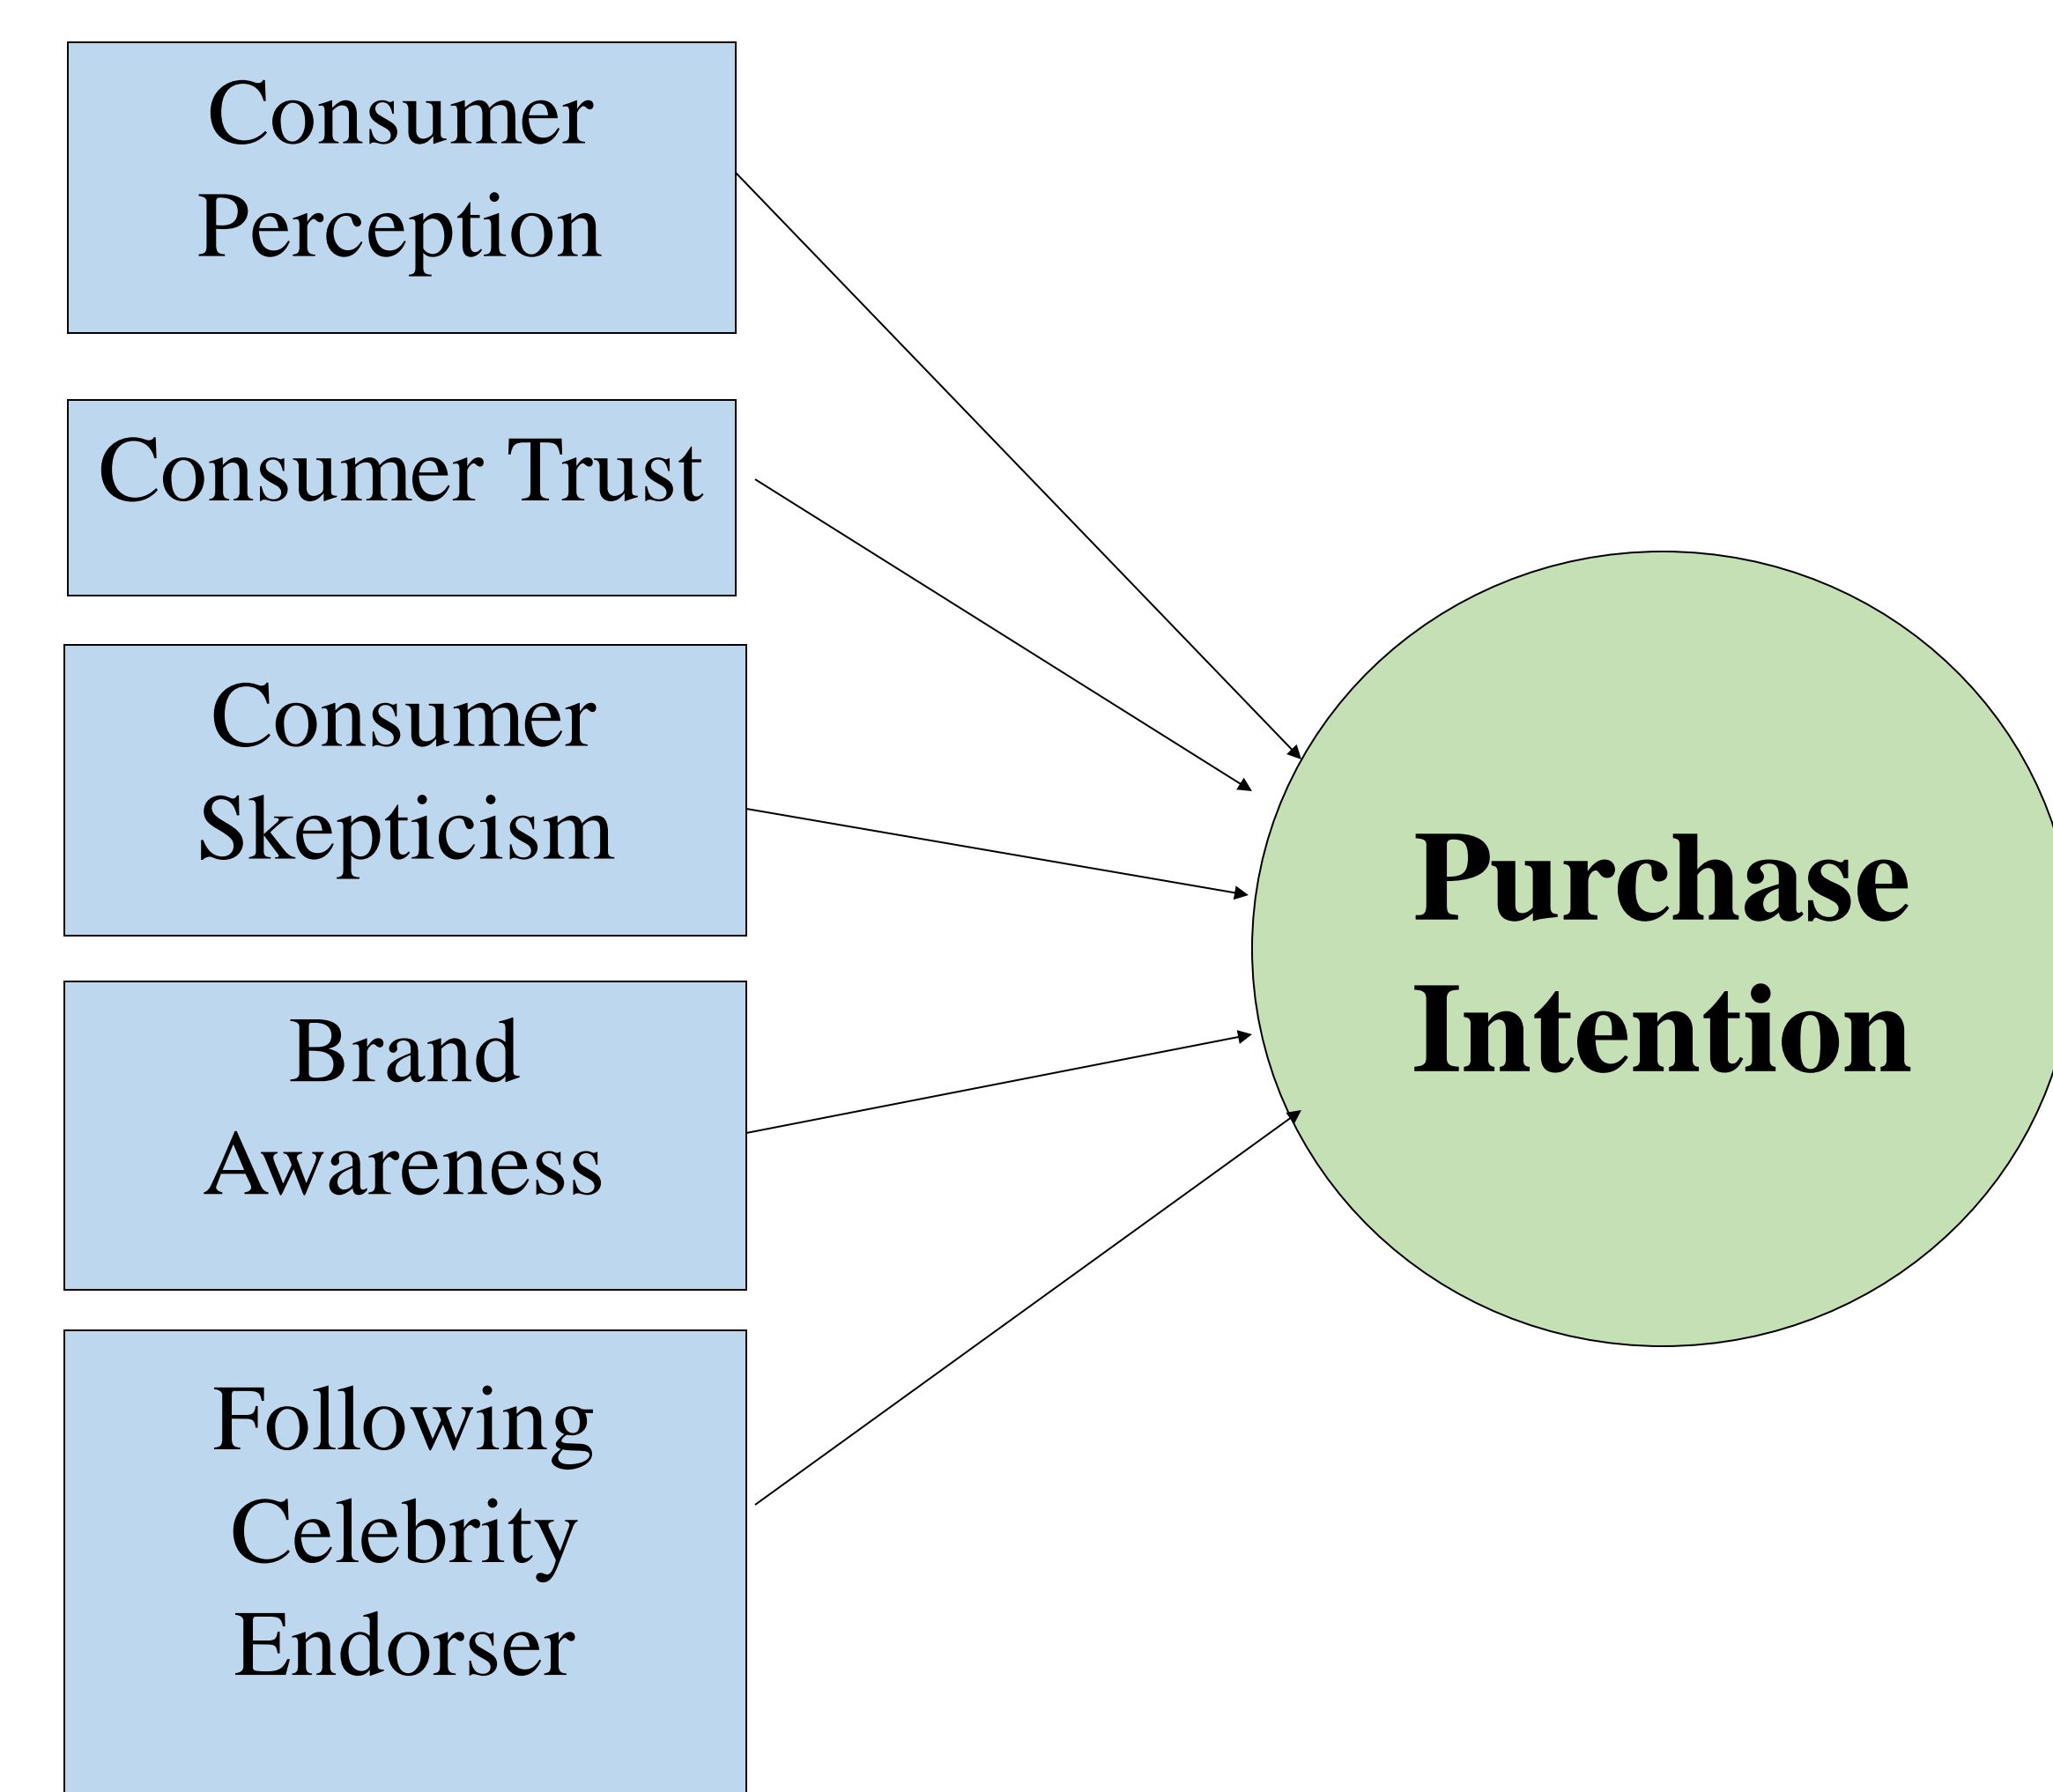 Consumer
Perception
Consumer Trust
Consumer
Skepticism
Brand
Awareness
Following
Celebrity
Endorser
Purchase
Intention